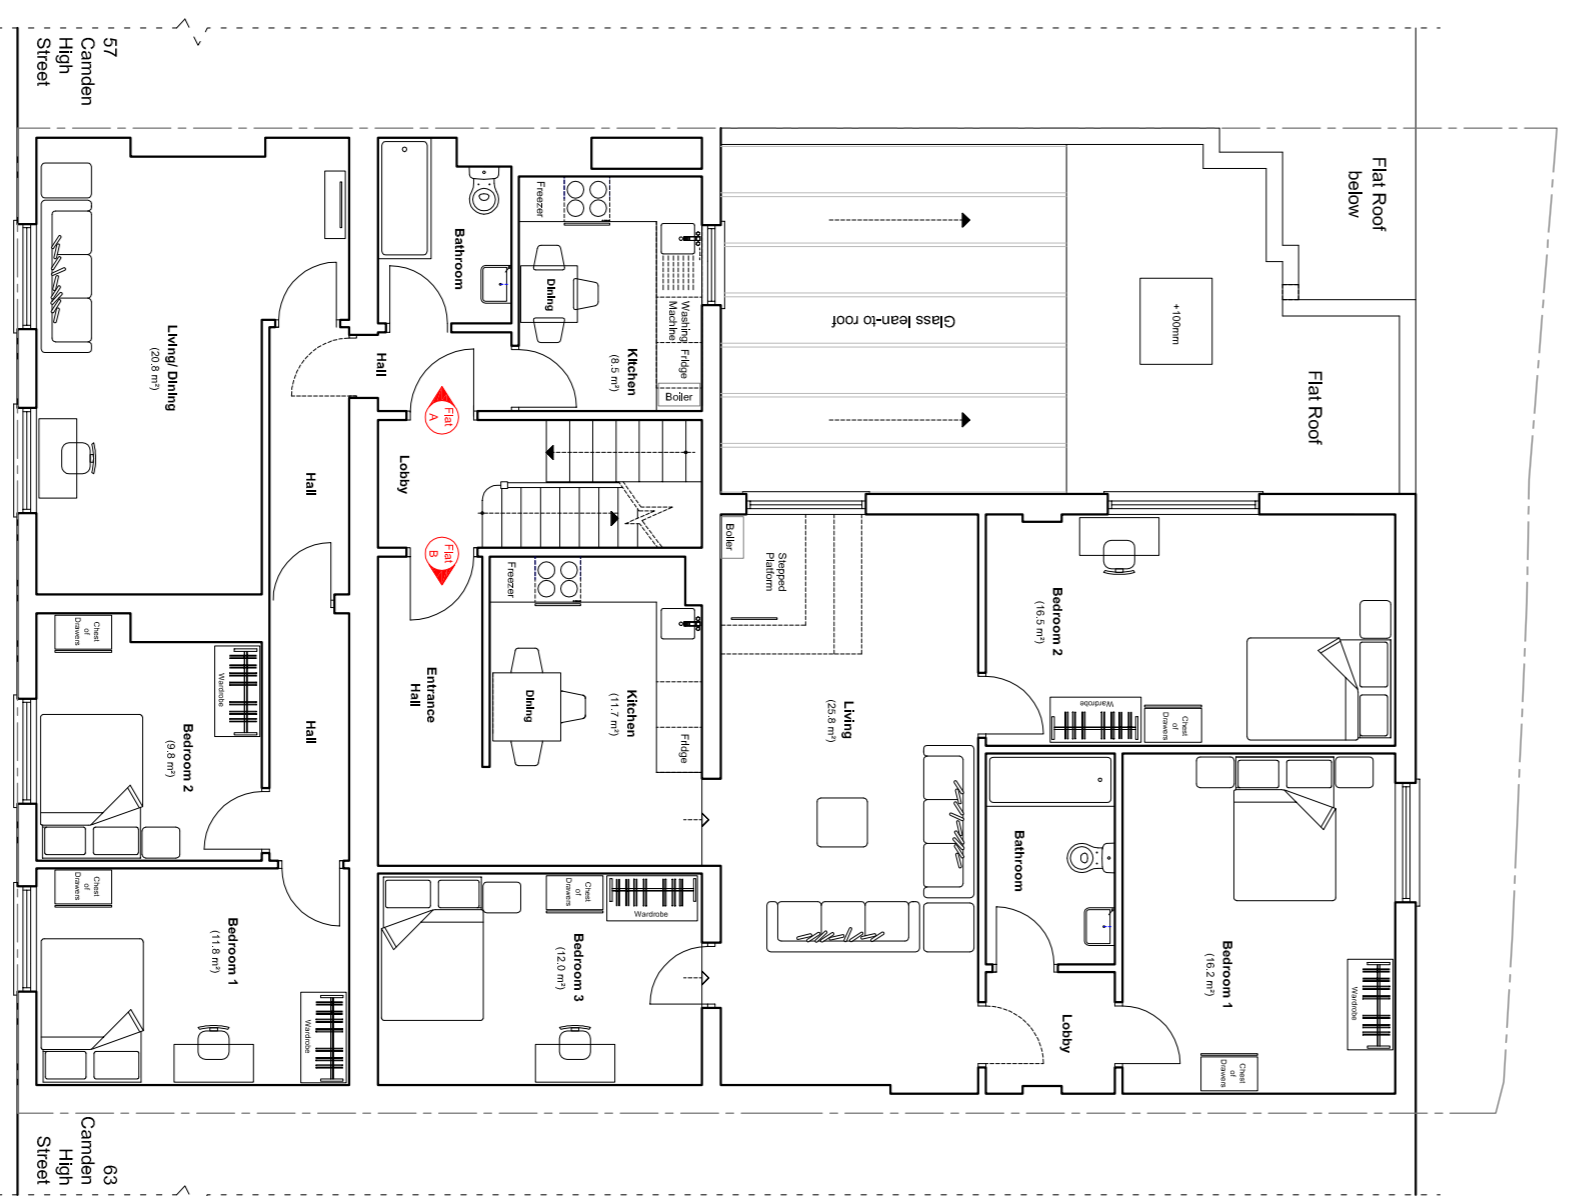 57
Camden
High
Street
63
Camden
High
Street
Flat Roof
below
Flat Roof
+100mm
Glass lean-to roof
Living/ Dining
(20.8 m²)
Bathroom
Freezer
Dining
Kitchen
(8.5 m²)
Washing
Machine
Fridge
Boiler
Hall
Hall
Hall
Flat
A
Lobby
Flat
B
Entrance
Hall
Freezer
Dining
Kitchen
(11.7 m²)
Fridge
Boiler
Stepped
Platform
Living
(25.8 m²)
Bedroom 2
(16.5 m²)
Wardrobe
Chest
of
Drawers
Bathroom
Lobby
Bedroom 1
(16.2 m²)
Wardrobe
Chest
of
Drawers
Bedroom 3
(12.0 m²)
Chest
of
Drawers
Wardrobe
Chest
of
Drawers
Wardrobe
Bedroom 2
(9.8 m²)
Chest
of
Drawers
Bedroom 1
(11.8 m²)
Wardrobe